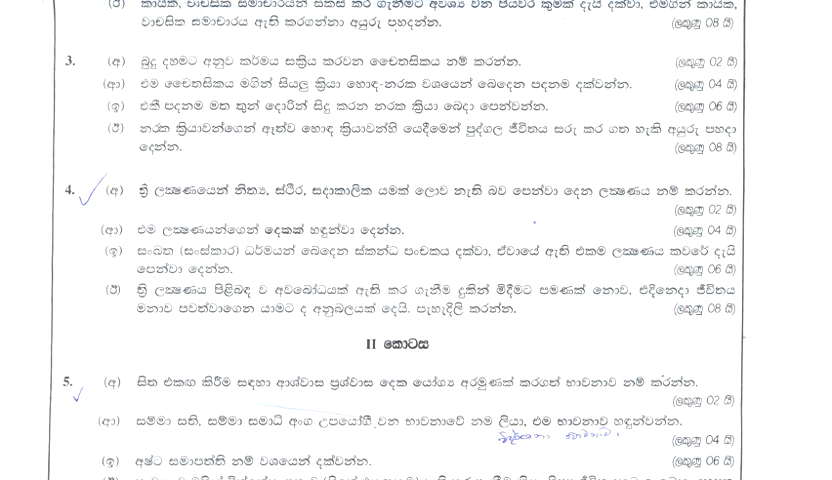 (ඊ) කායික, වාචසික සමාචාරයන් සකස් කර ගැනීමට අවශ්‍ය වන පියවර කුමක් දැයි දක්වා, එමගින් කායික,
වාචසික සමාචාරය ඇති කරගන්නා අයුරු පහදන්න. (ලකුණු 08 යි)
3. (අ) බුදු දහමට අනුව කර්මය සක්‍රිය කරවන චෛතසිකය නම් කරන්න. (ලකුණු 02 යි)
(ආ) එම චෛතසිකය මගින් සියලු ක්‍රියා හොඳ-නරක වශයෙන් බෙදෙන පදනම දක්වන්න. (ලකුණු 04 යි)
(ඉ) එකී පදනම මත තුන් දොරින් සිදු කරන නරක ක්‍රියා බෙදා පෙන්වන්න. (ලකුණු 06 යි)
(ඊ) නරක ක්‍රියාවන්ගෙන් ඈත්ව හොඳ ක්‍රියාවන්හි යෙදීමෙන් පුද්ගල ජීවිතය සරු කර ගත හැකි අයුරු පහදා
දෙන්න. (ලකුණු 08 යි)
4. (අ) ත්‍රි ලක්ෂණයෙන් නිත්‍ය, ස්ථිර, සදාකාලික යමක් ලොව නැති බව පෙන්වා දෙන ලක්ෂණය නම් කරන්න.
(ලකුණු 02 යි)
(ආ) එම ලක්ෂණයන්ගෙන් දෙකක් හඳුන්වා දෙන්න. (ලකුණු 04 යි)
(ඉ) සංඛත (සංස්කාර) ධර්මයන් බෙදෙන ස්කන්ධ පංචකය දක්වා, ඒවායේ ඇති එකම ලක්ෂණය කවරේ දැයි
පෙන්වා දෙන්න. (ලකුණු 06 යි)
(ඊ) ත්‍රි ලක්ෂණය පිළිබඳ ව අවබෝධයක් ඇති කර ගැනීම දුකින් මිදීමට පමණක් නොව, එදිනෙදා ජීවිතය
මනාව පවත්වාගෙන යාමට ද අනුබලයක් දෙයි. පැහැදිලි කරන්න. (ලකුණු 08 යි)
II කොටස
5. (අ) සිත එකඟ කිරීම සඳහා ආශ්වාස ප්‍රශ්වාස දෙක යෝග්‍ය අරමුණක් කරගත් භාවනාව නම් කරන්න.
(ලකුණු 02 යි)
(ආ) සම්මා සති, සම්මා සමාධි අංග උපයෝගී වන භාවනාවේ නම ලියා, එම භාවනාව හඳුන්වන්න.
(ලකුණු 04 යි)
(ඉ) අෂ්ට සමාපත්ති නම් වශයෙන් දක්වන්න. (ලකුණු 06 යි)